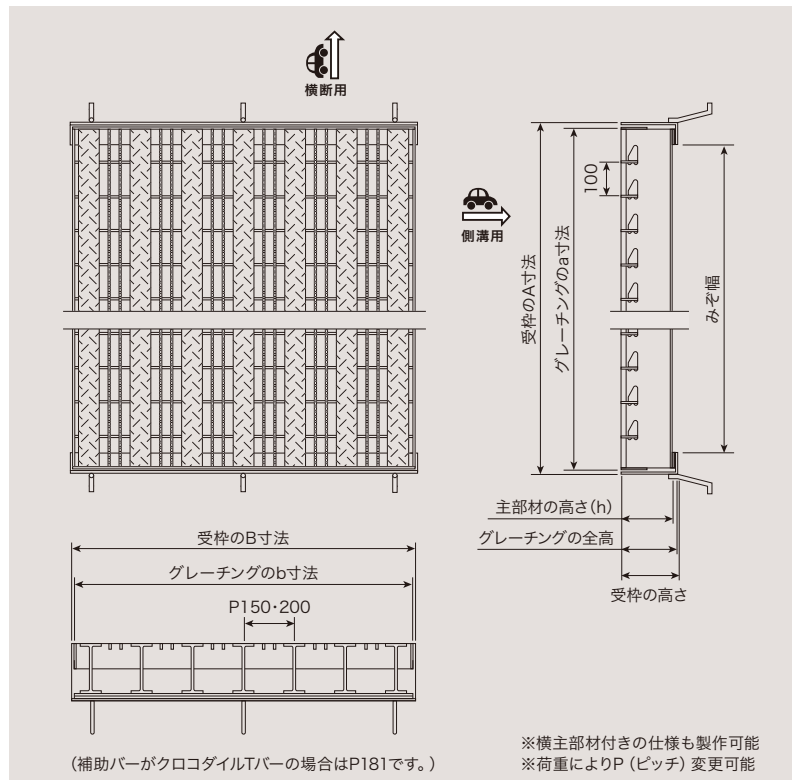 横断用
側溝用
受枠のA寸法
グレーチングのa寸法
100
みぞ幅
主部材の高さ(h)
グレーチングの全高
受枠の高さ
受枠のB寸法
グレーチングのb寸法
P150・200
(補助バーがクロコダイルTバーの場合はP181です。)
※横主部材付きの仕様も製作可能
※荷重によりP(ピッチ)変更可能